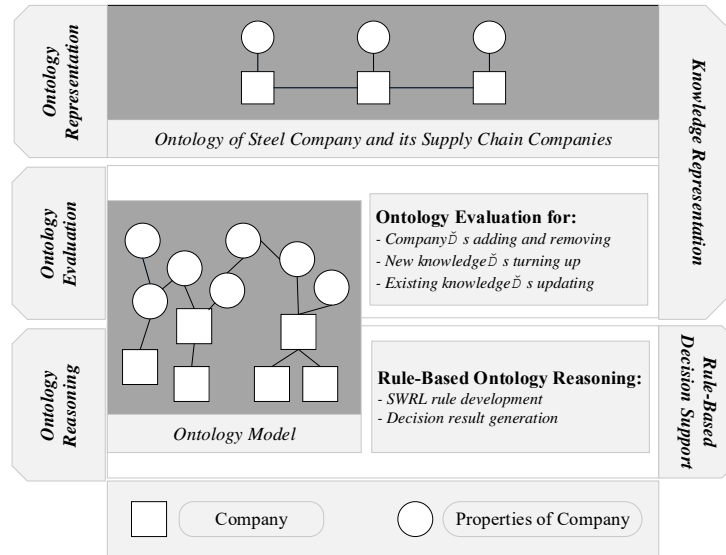 Ontology
Representation
Knowledge Representation
Ontology of Steel Company and its Supply Chain Companies
Ontology
Evaluation
Ontology Evaluation for:
- CompanyĎ s adding and removing
- New knowledgeĎ s turning up
- Existing knowledgeĎ s updating
Ontology
Reasoning
Rule-Based Ontology Reasoning:
- SWRL rule development
- Decision result generation
Rule-Based
Decision Support
Ontology Model
Company
Properties of Company